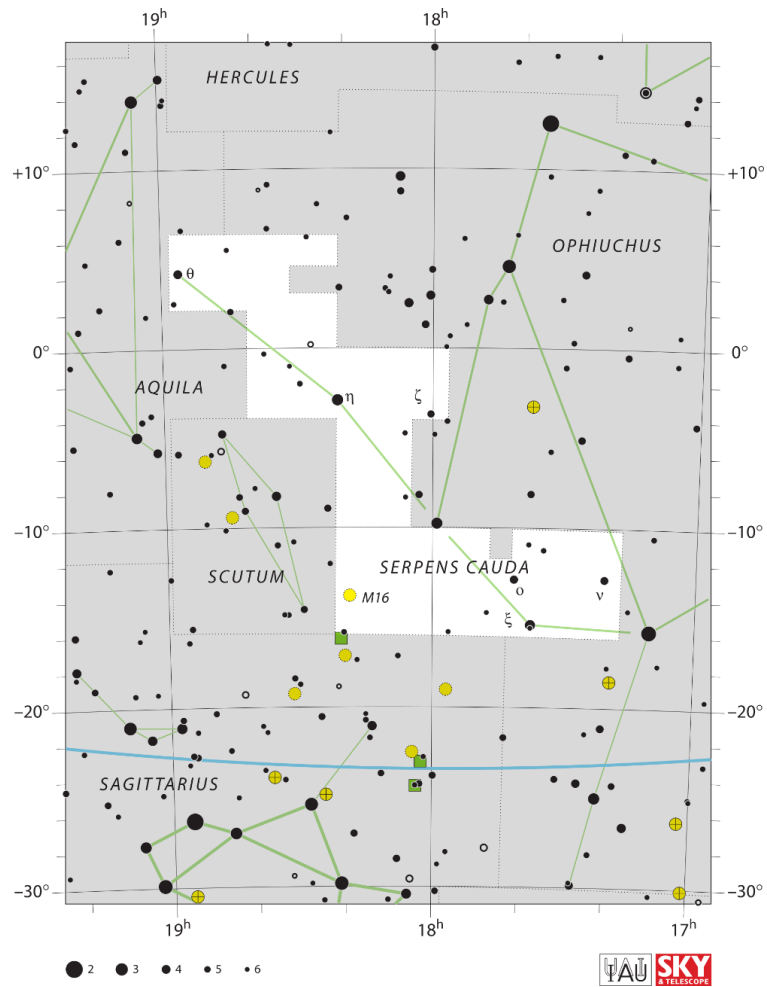 19h 18h
HERCULES
+10° +10°
OPHIUCHUS
θ
0° 0°
AQUILA
η ζ
−10° −10°
SERPENS CAUDA
SCUTUM
ο ν
M16
ξ
−20° −20°
SAGITTARIUS
−30° −30°
19h 18h 17h
2 3 4 5 6
IAU
SKY
& TELESCOPE